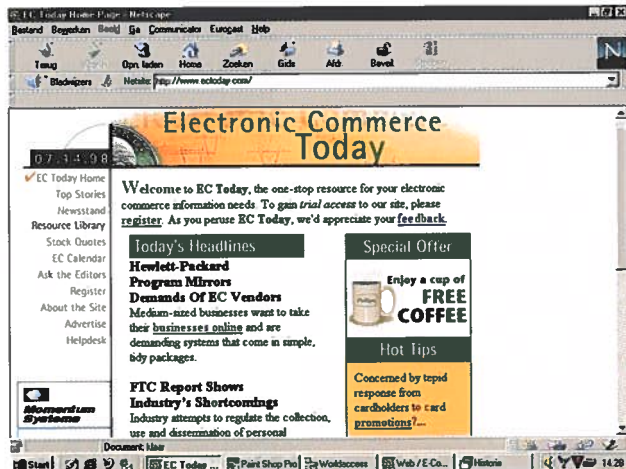 EC Today Home Page - Netscape
Bestand Bewerken Beeld Ga Communicator Eurogast Help
Terug Opn. laden Home Zoeken Gids Afdr. Beveil.
Bladwijzers Netsite: http://www.ectoday.com/
N
Electronic Commerce
Today
07.14.98
EC Today Home
Top Stories
Newsstand
Resource Library
Stock Quotes
EC Calendar
Ask the Editors
Register
About the Site
Advertise
Helpdesk
Momentum
Systems
Welcome to EC Today, the one-stop resource for your electronic
commerce information needs. To gain trial access to our site, please
register. As you peruse EC Today, we'd appreciate your feedback.
Today's Headlines
Hewlett-Packard
Program Mirrors
Demands Of EC Vendors
Medium-sized businesses want to take
their businesses online and are
demanding systems that come in simple,
tidy packages.
FTC Report Shows
Industry's Shortcomings
Industry attempts to regulate the collection,
use and dissemination of personal
Special Offer
Enjoy a cup of
FREE
COFFEE
Hot Tips
Concerned by tepid
response from
cardholders to card
promotions?...
Document: klaar
Start EC Today ... Paint Shop Pro Worldaccess Web / E-Co... Historie 14:28